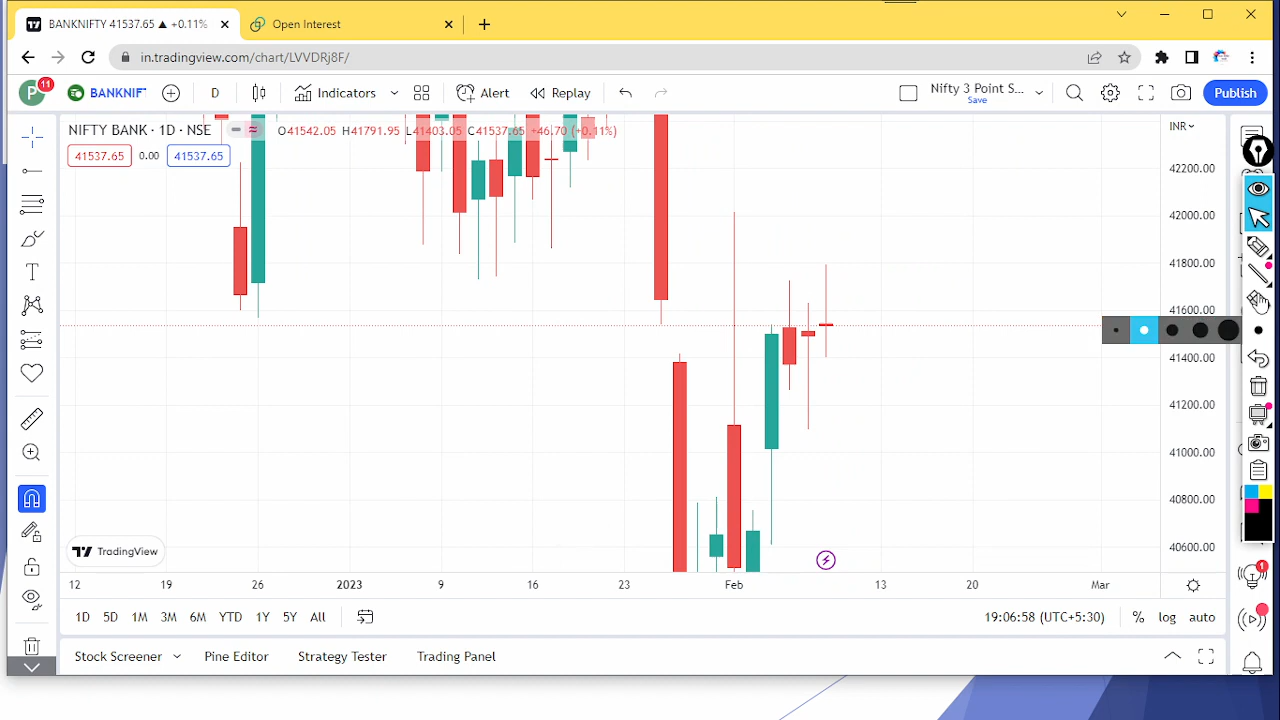 BANKNIFTY 41537.65 ▲ +0.11%
Open Interest
in.tradingview.com/chart/LVVDRj8F/
P 11
BANKNIF
D
Indicators
Alert
Replay
Nifty 3 Point S...
Save
Publish
NIFTY BANK · 1D · NSE O41542.05 H41791.95 L41403.05 C41537.65 +46.70 (+0.11%)
INR
41537.65 0.00 41537.65
42200.00
42000.00
41800.00
41600.00
41400.00
41200.00
41000.00
40800.00
40600.00
TradingView
12 19 26 2023 9 16 23 Feb 13 20 Mar
1D 5D 1M 3M 6M YTD 1Y 5Y All
19:06:58 (UTC+5:30) % log auto
1
Stock Screener Pine Editor Strategy Tester Trading Panel